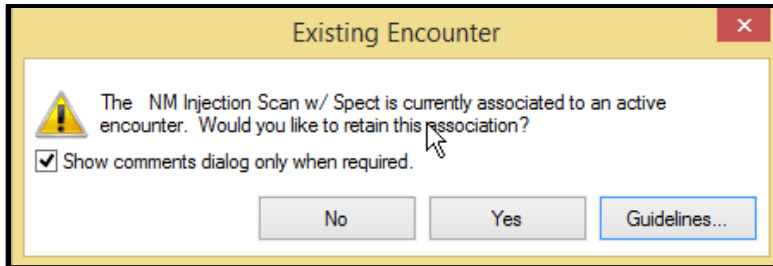 Existing Encounter
The NM Injection Scan w/ Spect is currently associated to an active
encounter. Would you like to retain this association?
Show comments dialog only when required.
No Yes Guidelines...